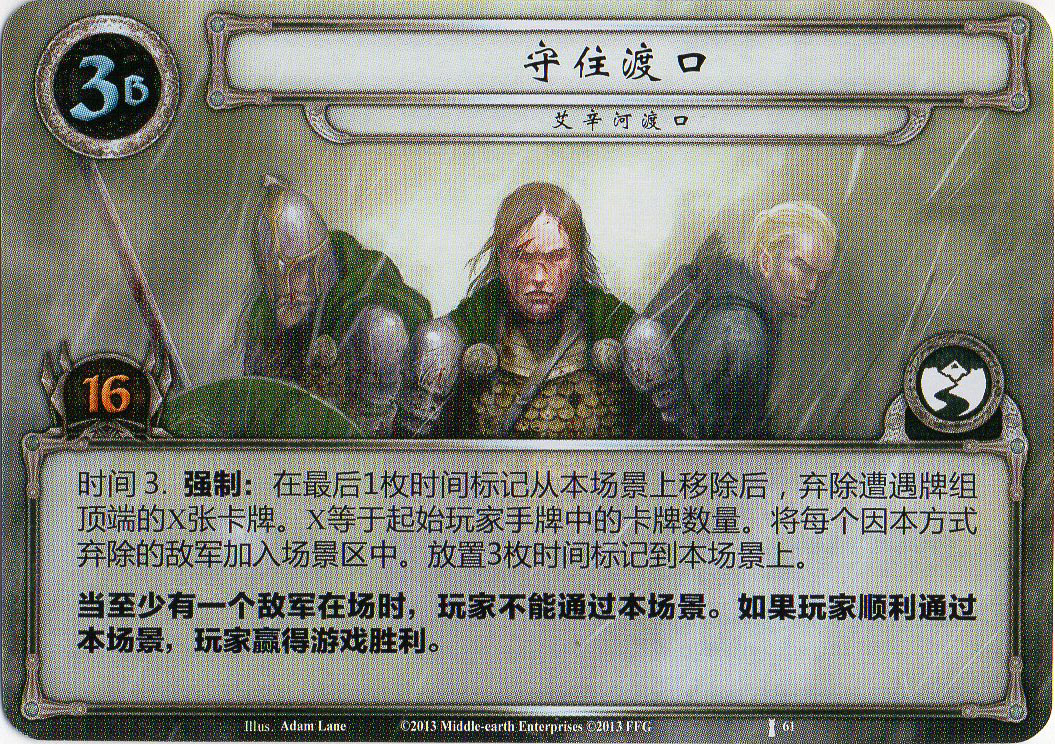 3B
守住渡口
艾辛河渡口
16
时间 3. 强制：在最后1枚时间标记从本场景上移除后，弃除遭遇牌组
顶端的X张卡牌。X等于起始玩家手牌中的卡牌数量。将每个因本方式
弃除的敌军加入场景区中。放置3枚时间标记到本场景上。
当至少有一个敌军在场时，玩家不能通过本场景。如果玩家顺利通过
本场景，玩家赢得游戏胜利。
Illus. Adam Lane ©2013 Middle-earth Enterprises ©2013 FFG 61